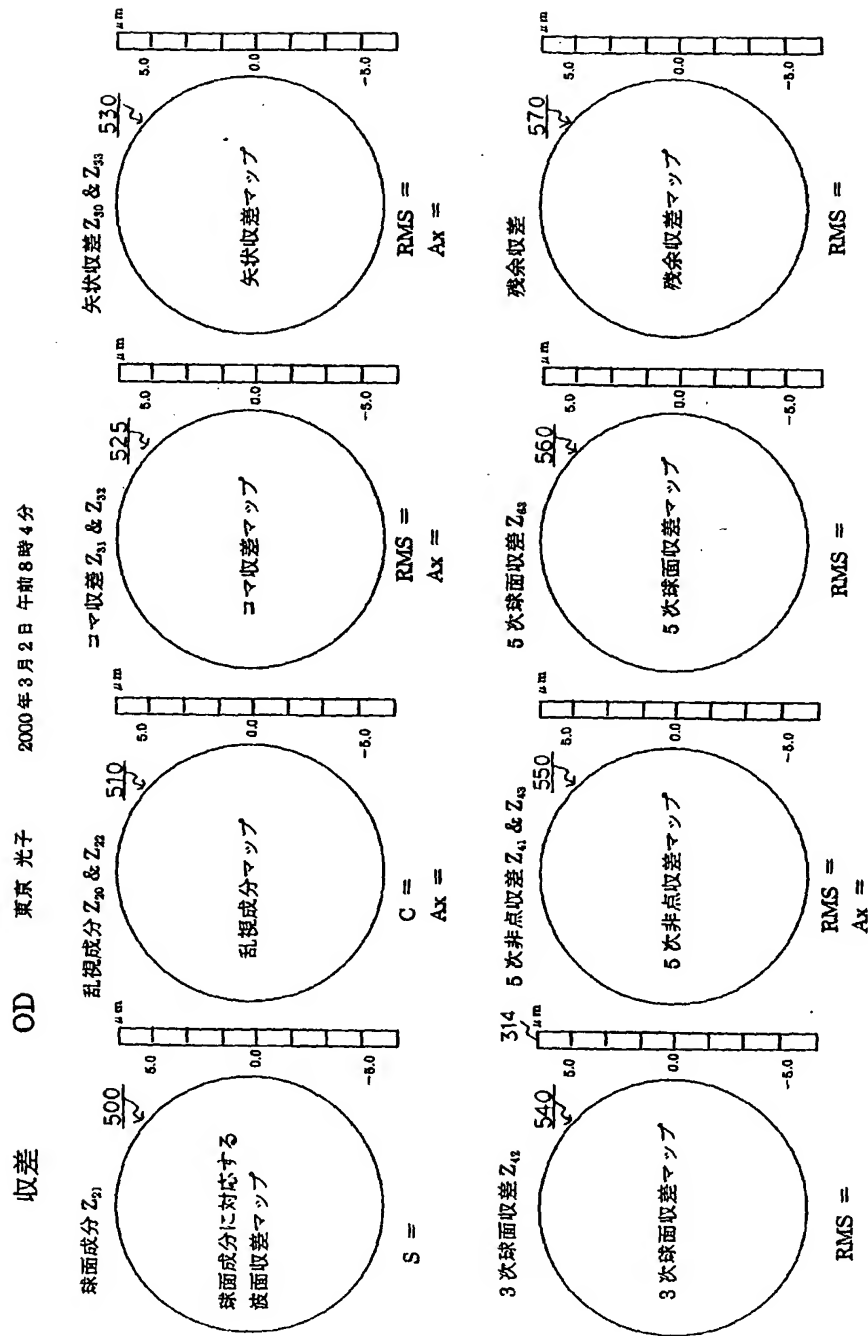 収差 OD 東京 光子 2000年3月2日 午前8時4分
球面成分 Z₂₁
500
球面成分に対応する
波面収差マップ
S =
5.0
0.0
-5.0
乱視成分 Z₂₀ & Z₂₂
510
乱視成分マップ
C =
Ax =
μm
5.0
0.0
-5.0
コマ収差 Z₃₁ & Z₃₂
525
コマ収差マップ
RMS =
Ax =
μm
5.0
0.0
-5.0
矢状収差 Z₃₀ & Z₃₃
530
矢状収差マップ
RMS =
Ax =
μm
5.0
0.0
-5.0
3次球面収差 Z₄₂
540
3次球面収差マップ
RMS =
314
μm
5.0
0.0
-5.0
5次非点収差 Z₄₁ & Z₄₃
550
5次非点収差マップ
RMS =
Ax =
μm
5.0
0.0
-5.0
5次球面収差 Z₆₃
560
5次球面収差マップ
RMS =
μm
5.0
0.0
-5.0
残余収差
570
残余収差マップ
RMS =
μm
5.0
0.0
-5.0